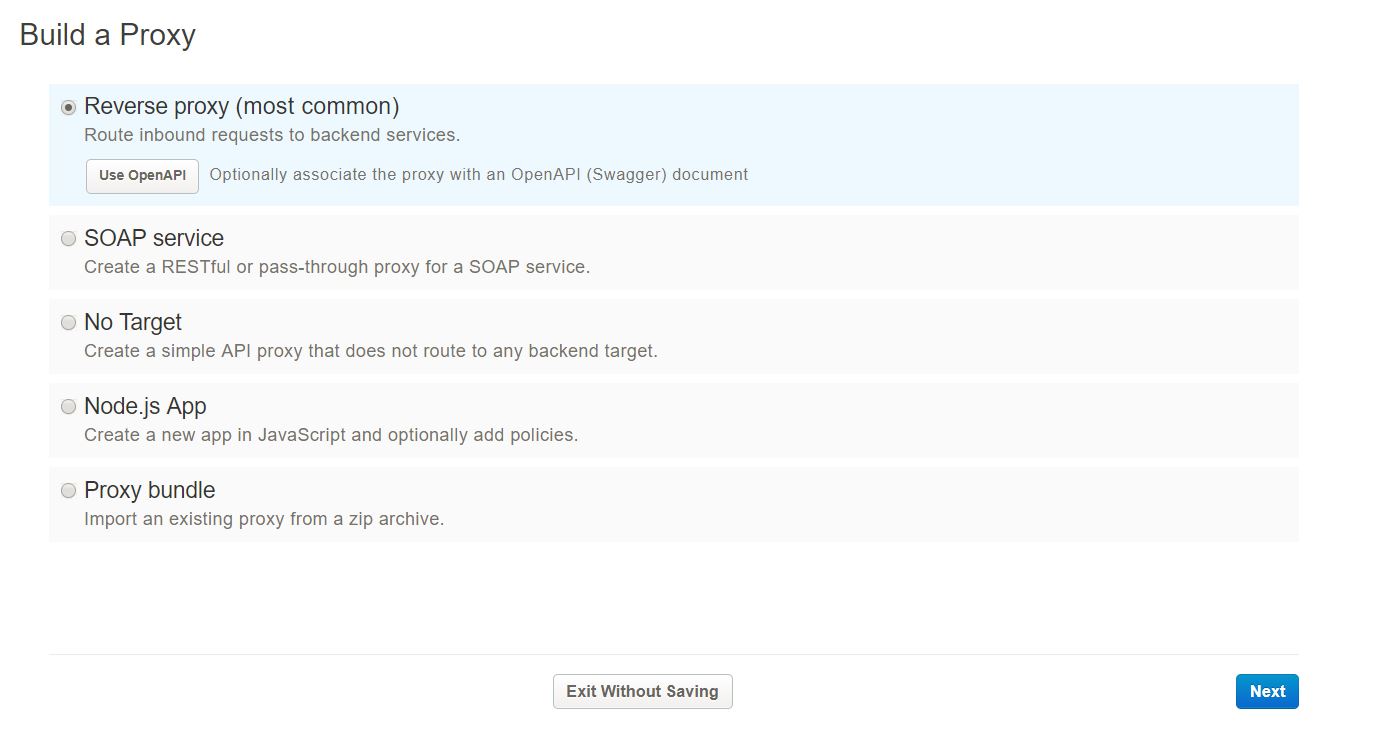 Build a Proxy
Reverse proxy (most common)
Route inbound requests to backend services.
Use OpenAPI Optionally associate the proxy with an OpenAPI (Swagger) document
SOAP service
Create a RESTful or pass-through proxy for a SOAP service.
No Target
Create a simple API proxy that does not route to any backend target.
Node.js App
Create a new app in JavaScript and optionally add policies.
Proxy bundle
Import an existing proxy from a zip archive.
Exit Without Saving Next